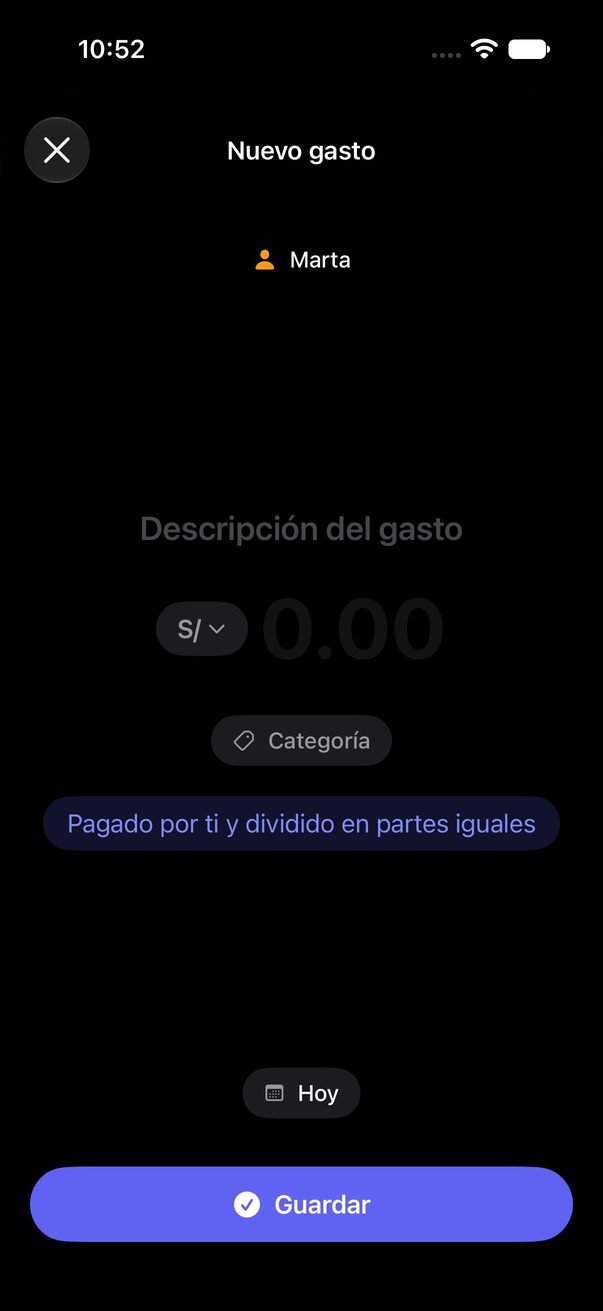 10:52
Nuevo gasto
Marta
Descripción del gasto
S/ 0.00
Categoría
Pagado por ti y dividido en partes iguales
Hoy
Guardar